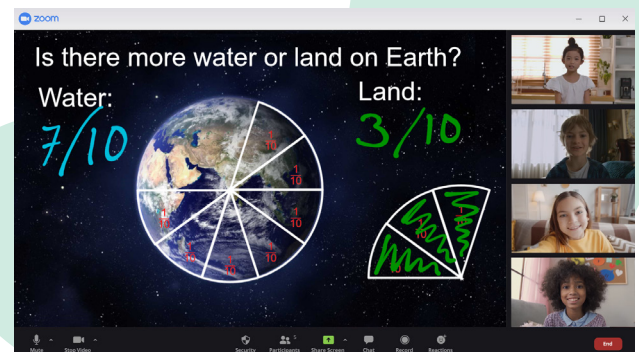 zoom
Is there more water or land on Earth?
Water:
7/10
Land:
3/10
1
10
1
10
1
10
1
10
1
10
1
10
1
10
10
10
Mute
Stop Video
Security
Participants
Share Screen
Chat
Record
Reactions
End